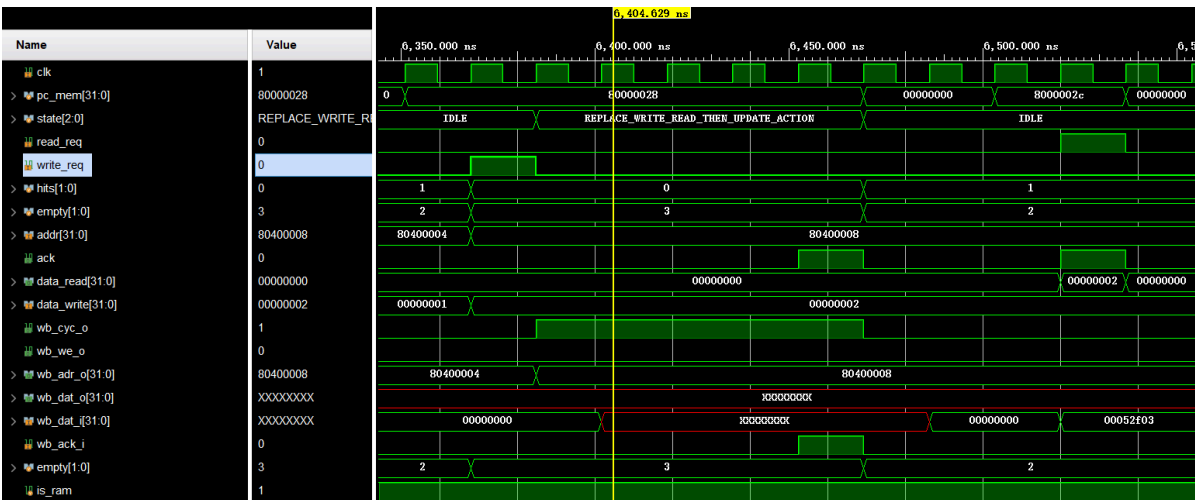 6,404.629 ns
Name Value
6,350.000 ns 6,400.000 ns 6,450.000 ns 6,500.000 ns 6,5
clk 1
pc_mem[31:0] 80000028 0 80000028 00000000 8000002c 00000000
state[2:0] REPLACE_WRITE_RE IDLE REPLACE_WRITE_READ_THEN_UPDATE_ACTION IDLE
read_req 0
write_req 0
hits[1:0] 0 1 0 1
empty[1:0] 3 2 3 2
addr[31:0] 80400008 80400004 80400008
ack 0
data_read[31:0] 00000000 00000000 00000002 00000000
data_write[31:0] 00000002 00000001 00000002
wb_cyc_o 1
wb_we_o 0
wb_adr_o[31:0] 80400008 80400004 80400008
wb_dat_o[31:0] XXXXXXXX XXXXXXXX
wb_dat_i[31:0] XXXXXXXX 00000000 XXXXXXXX 00000000 00052f03
wb_ack_i 0
empty[1:0] 3 2 3 2
is_ram 1